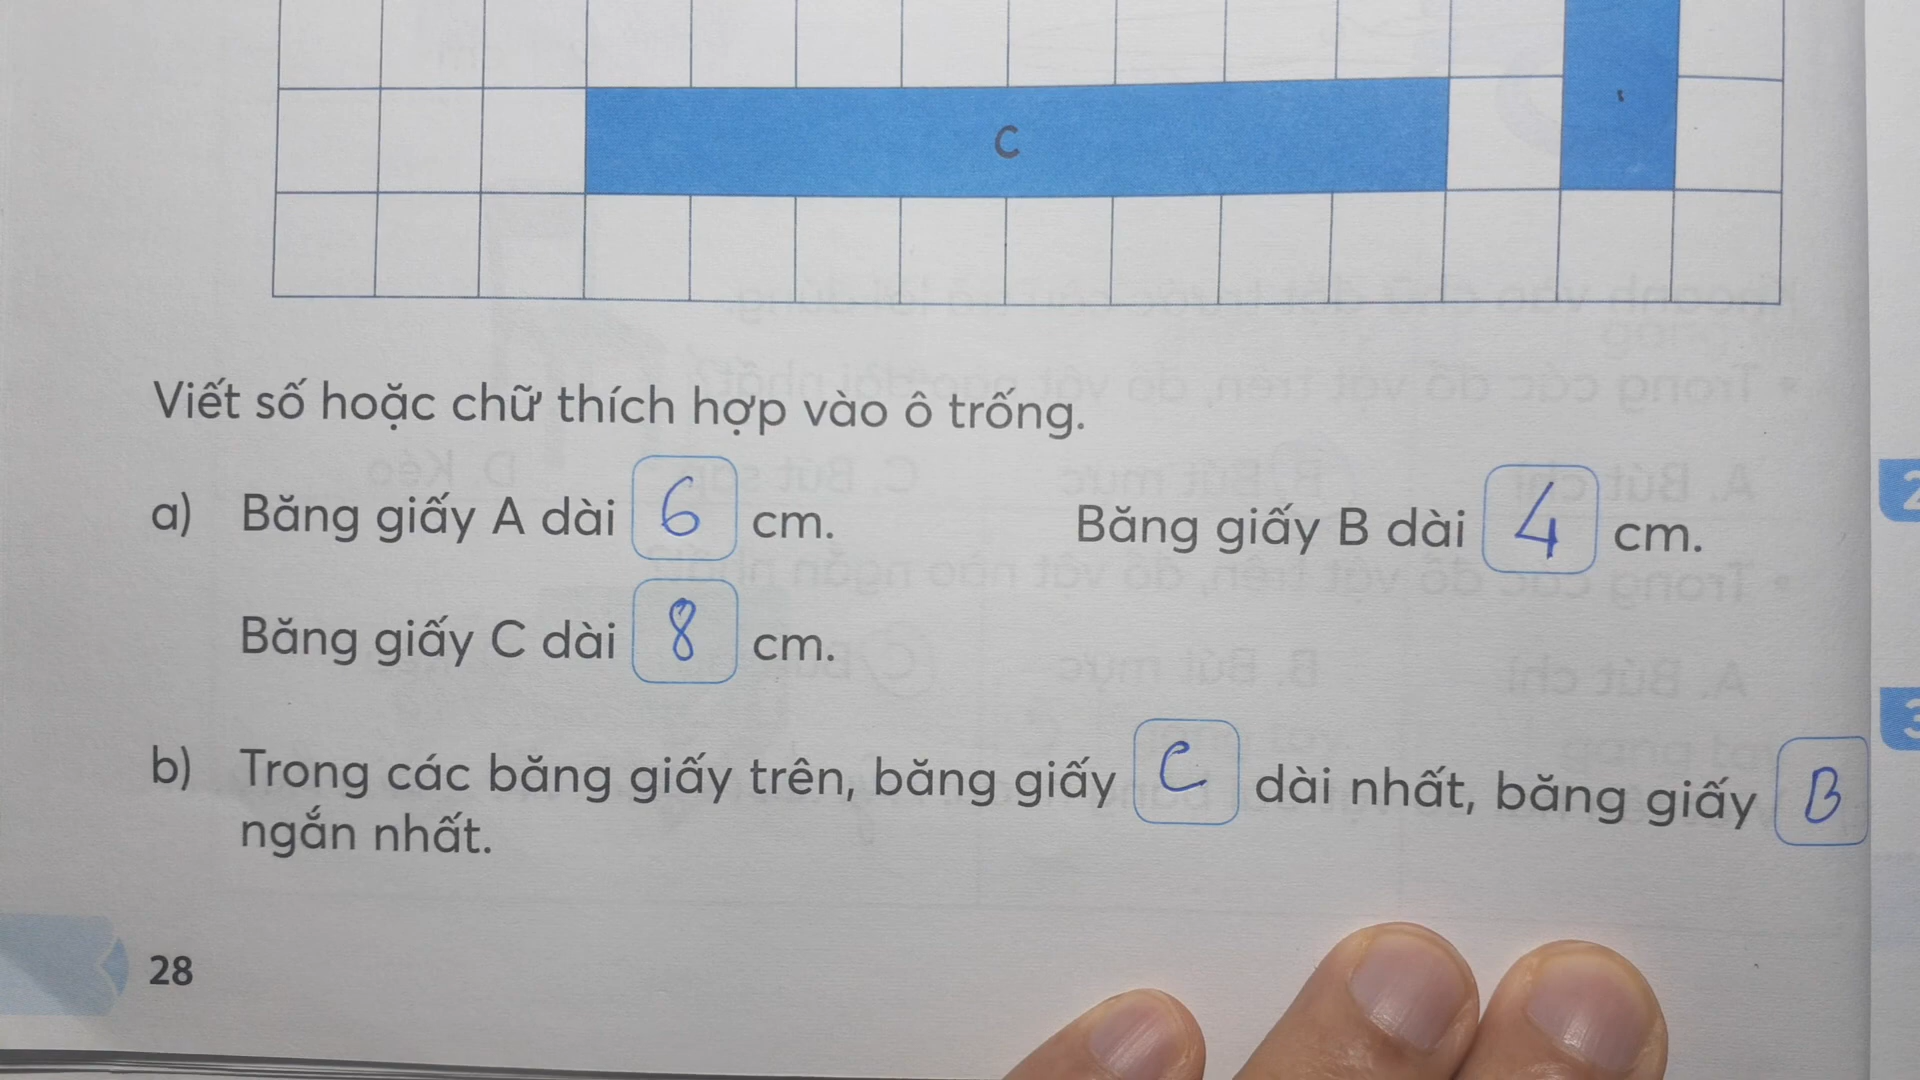 C
Viết số hoặc chữ thích hợp vào ô trống.
a) Băng giấy A dài 6 cm. Băng giấy B dài 4 cm.
Băng giấy C dài 8 cm.
b) Trong các băng giấy trên, băng giấy C dài nhất, băng giấy B
ngắn nhất.
28